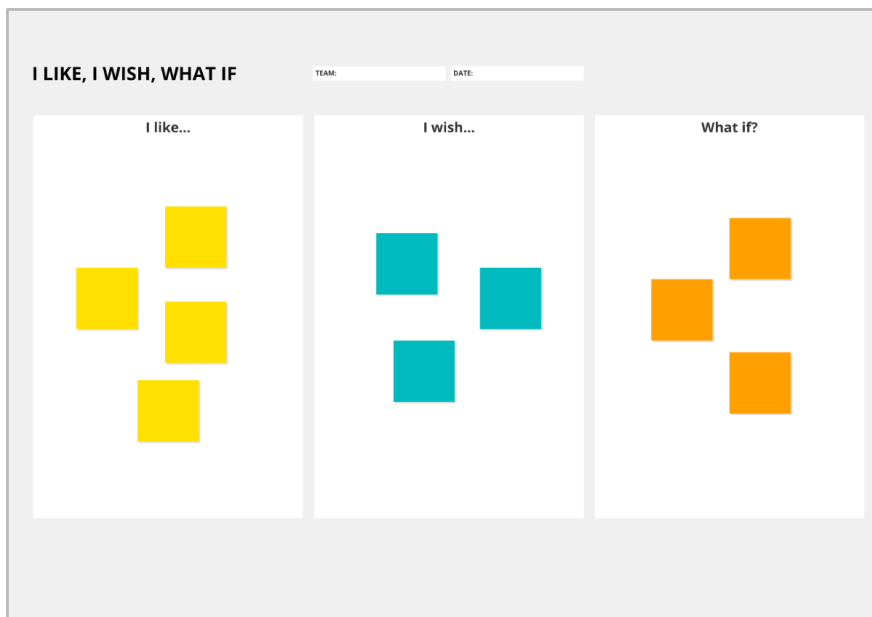 I LIKE, I WISH, WHAT IF
TEAM:
DATE:
I like...
I wish...
What if?